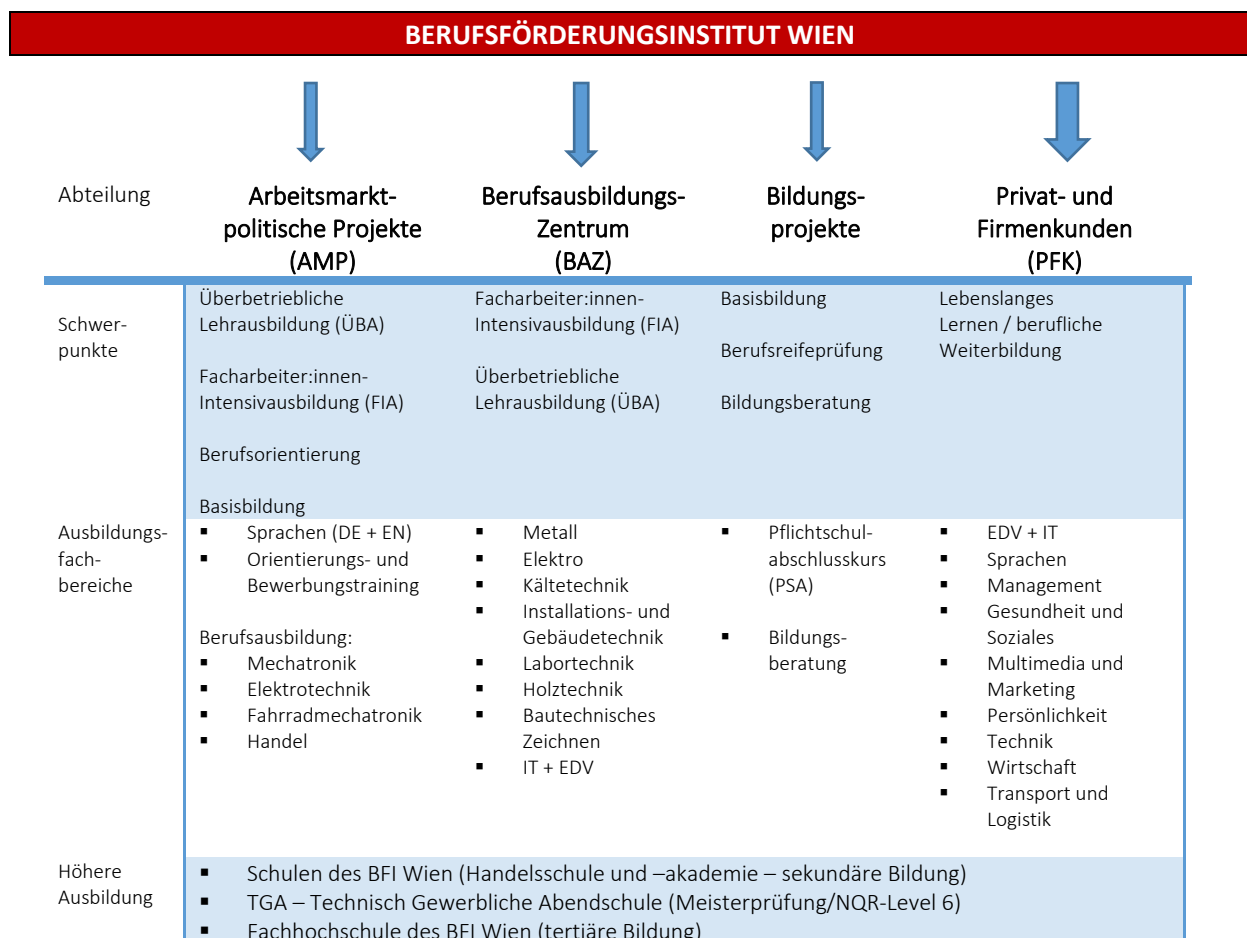 BERUFSFÖRDERUNGSINSTITUT WIEN
Abteilung
Arbeitsmarkt-
politische Projekte
(AMP)
Berufsausbildungs-
Zentrum
(BAZ)
Bildungs-
projekte
Privat- und
Firmenkunden
(PFK)
Schwer-
punkte
Überbetriebliche
Lehrausbildung (ÜBA)
Facharbeiter:innen-
Intensivausbildung (FIA)
Berufsorientierung
Basisbildung
Facharbeiter:innen-
Intensivausbildung (FIA)
Überbetriebliche
Lehrausbildung (ÜBA)
Basisbildung
Berufsreifeprüfung
Bildungsberatung
Lebenslanges
Lernen / berufliche
Weiterbildung
Ausbildungs-
fach-
bereiche
▪ Sprachen (DE + EN)
▪ Orientierungs- und
Bewerbungstraining
Berufsausbildung:
▪ Mechatronik
▪ Elektrotechnik
▪ Fahrradmechatronik
▪ Handel
▪ Metall
▪ Elektro
▪ Kältetechnik
▪ Installations- und
Gebäudetechnik
▪ Labortechnik
▪ Holztechnik
▪ Bautechnisches
Zeichnen
▪ IT + EDV
▪ Pflichtschul-
abschlusskurs
(PSA)
▪ Bildungs-
beratung
▪ EDV + IT
▪ Sprachen
▪ Management
▪ Gesundheit und
Soziales
▪ Multimedia und
Marketing
▪ Persönlichkeit
▪ Technik
▪ Wirtschaft
▪ Transport und
Logistik
Höhere
Ausbildung
▪ Schulen des BFI Wien (Handelsschule und –akademie – sekundäre Bildung)
▪ TGA – Technisch Gewerbliche Abendschule (Meisterprüfung/NQR-Level 6)
▪ Fachhochschule des BFI Wien (tertiäre Bildung)